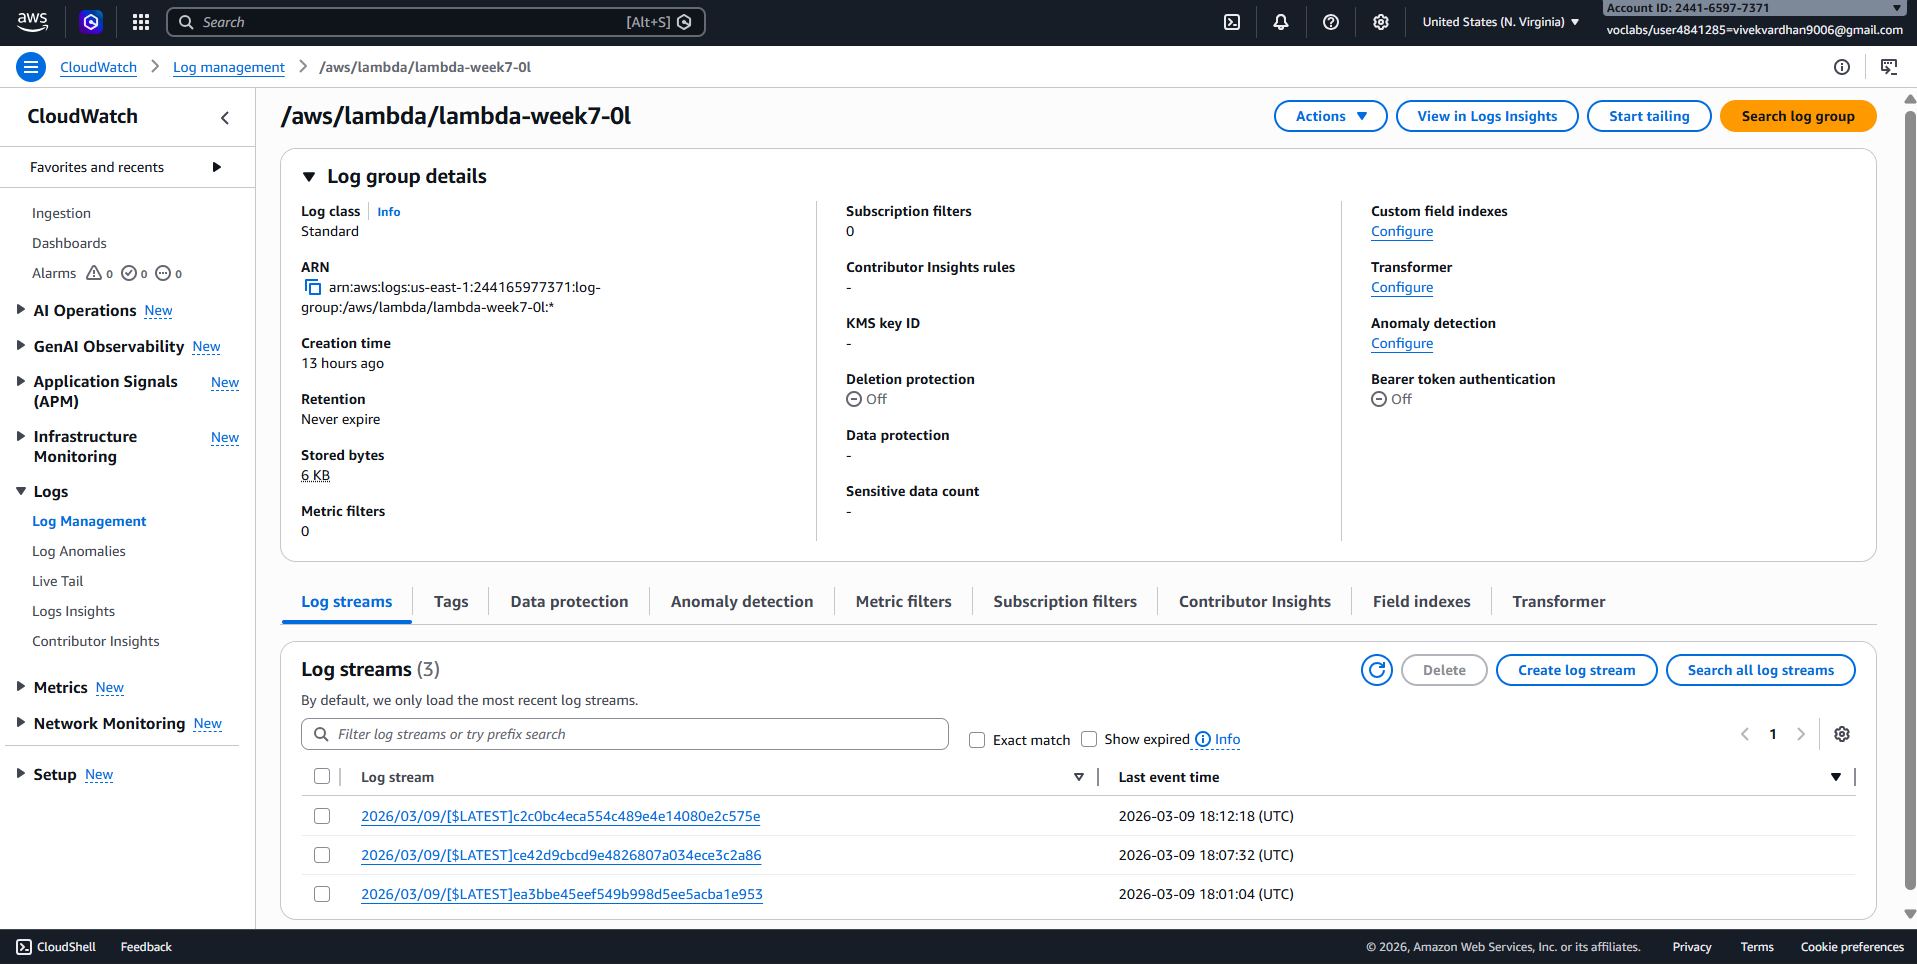 aws
Search [Alt+S]
United States (N. Virginia)
Account ID: 2441-6597-7371
voclabs/user4841285=vivekvardhan9006@gmail.com
CloudWatch
Log management
/aws/lambda/lambda-week7-0l
CloudWatch
Favorites and recents
Ingestion
Dashboards
Alarms 0 0 0
AI Operations New
GenAI Observability New
Application Signals (APM) New
Infrastructure Monitoring New
Logs
Log Management
Log Anomalies
Live Tail
Logs Insights
Contributor Insights
Metrics New
Network Monitoring New
Setup New
/aws/lambda/lambda-week7-0l
Actions
View in Logs Insights
Start tailing
Search log group
Log group details
Log class Info
Standard
ARN
arn:aws:logs:us-east-1:244165977371:log-
group:/aws/lambda/lambda-week7-0l:*
Creation time
13 hours ago
Retention
Never expire
Stored bytes
6 KB
Metric filters
0
Subscription filters
0
Contributor Insights rules
-
KMS key ID
-
Deletion protection
Off
Data protection
-
Sensitive data count
-
Custom field indexes
Configure
Transformer
Configure
Anomaly detection
Configure
Bearer token authentication
Off
Log streams
Tags
Data protection
Anomaly detection
Metric filters
Subscription filters
Contributor Insights
Field indexes
Transformer
Log streams (3)
Delete
Create log stream
Search all log streams
By default, we only load the most recent log streams.
Filter log streams or try prefix search
Exact match
Show expired Info
1
Log stream
Last event time
2026/03/09/[$LATEST]c2c0bc4eca554c489e4e14080e2c575e 2026-03-09 18:12:18 (UTC)
2026/03/09/[$LATEST]ce42d9cbcd9e4826807a034ece3c2a86 2026-03-09 18:07:32 (UTC)
2026/03/09/[$LATEST]ea3bbe45eef549b998d5ee5acba1e953 2026-03-09 18:01:04 (UTC)
CloudShell
Feedback
© 2026, Amazon Web Services, Inc. or its affiliates.
Privacy
Terms
Cookie preferences